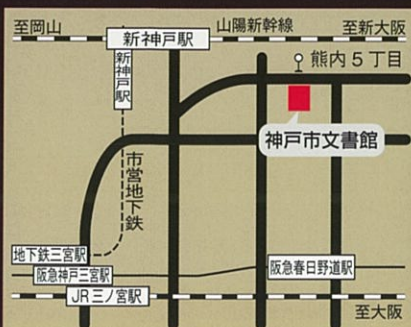 至岡山
新神戸駅
山陽新幹線
至新大阪
新神戸駅
熊内5丁目
神戸市文書館
市営地下鉄
地下鉄三宮駅
阪急神戸三宮駅
阪急春日野道駅
JR三ノ宮駅
至大阪